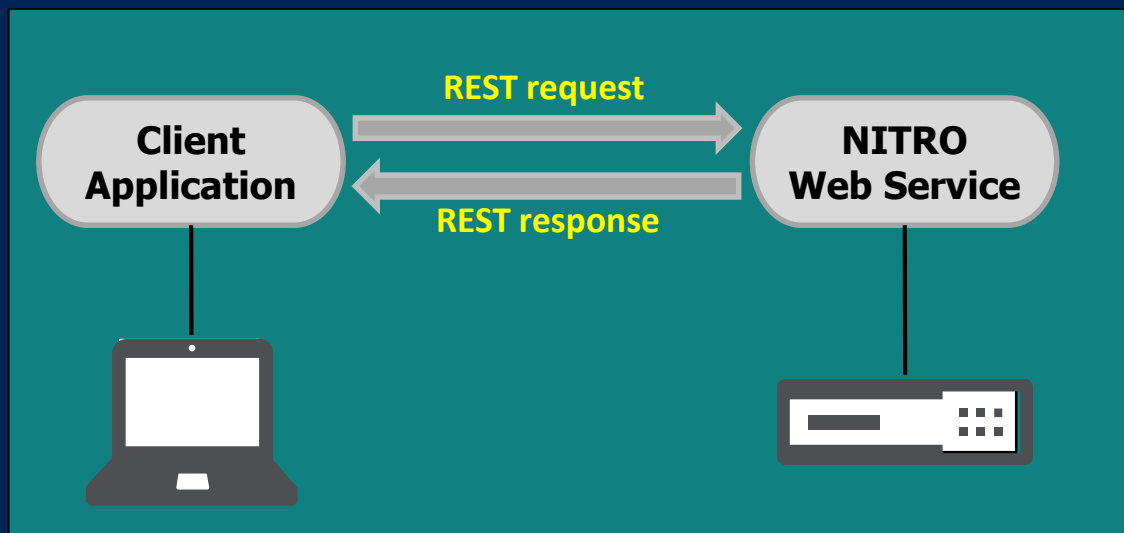 REST request
Client
Application
NITRO
Web Service
REST response